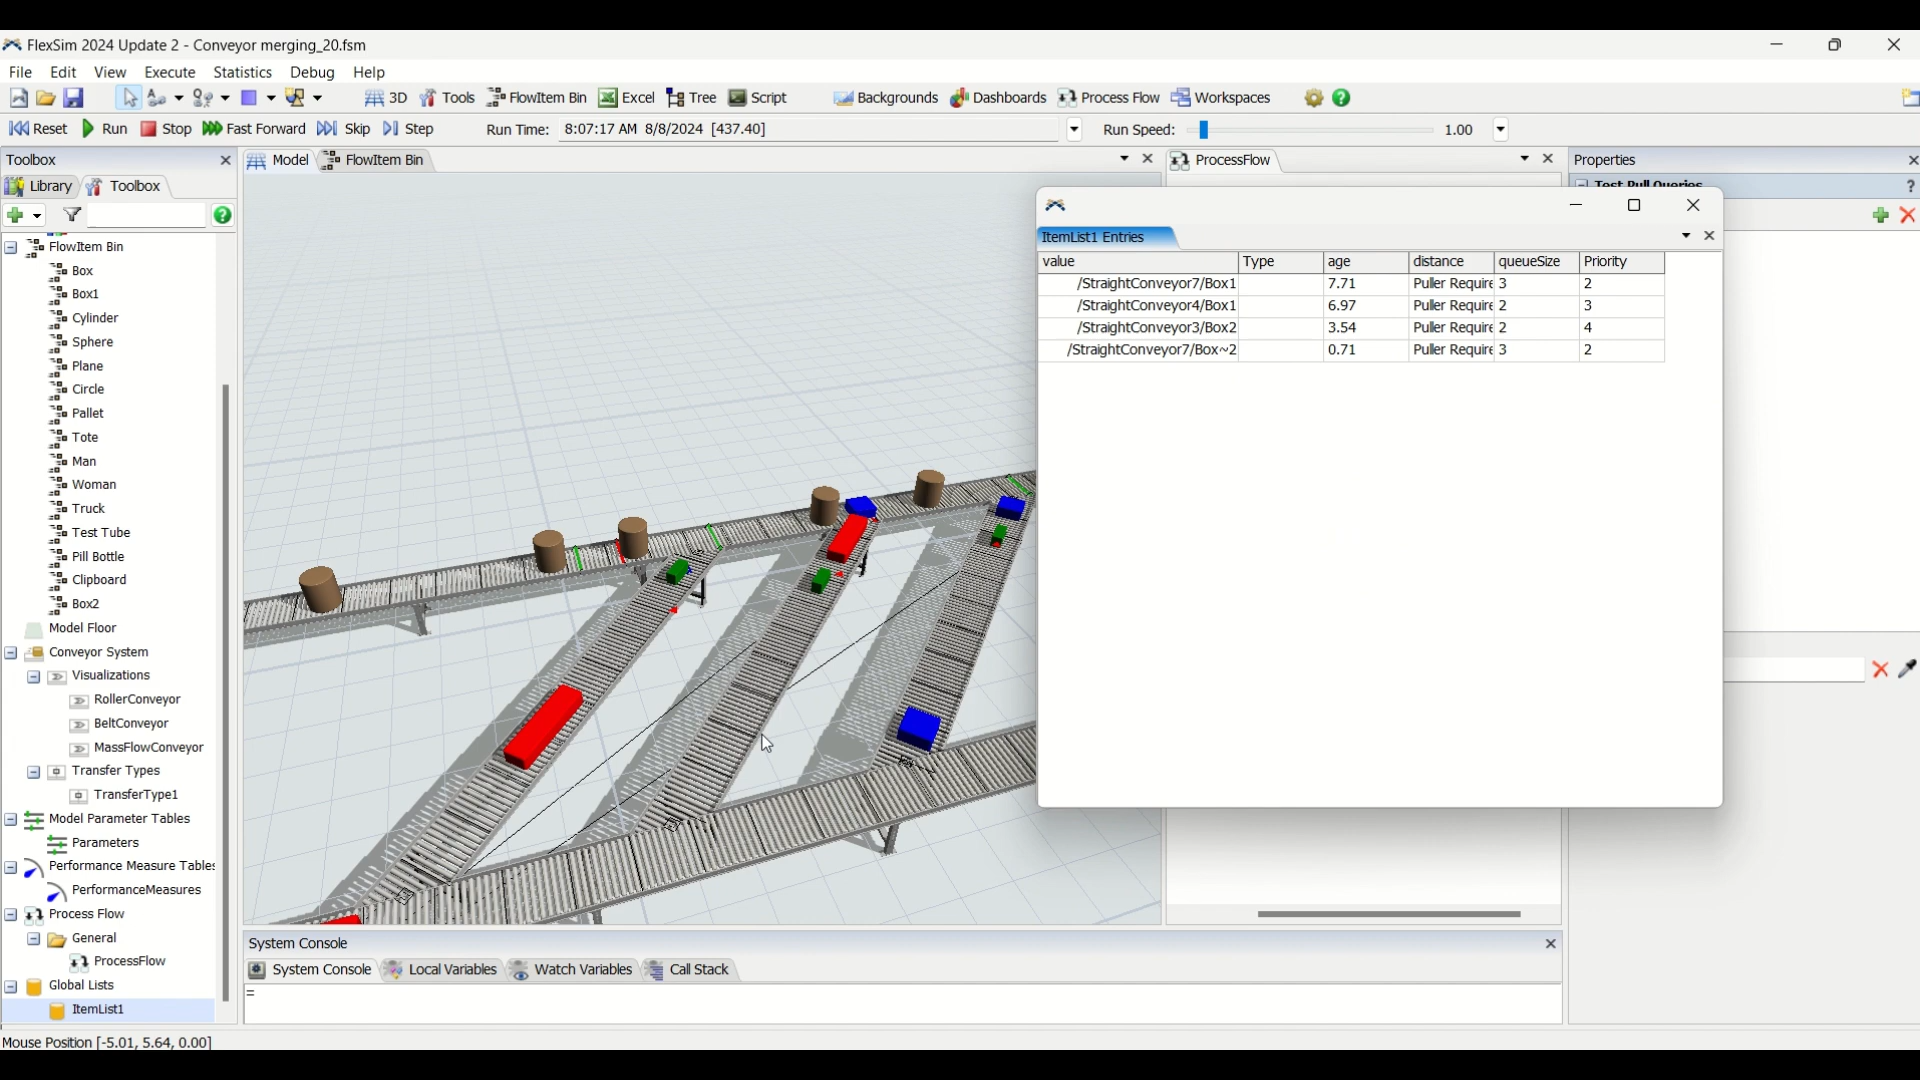 FlexSim 2024 Update 2 - Conveyor merging_20.fsm
File Edit View Execute Statistics Debug Help
3D Tools FlowItem Bin Excel Tree Script Backgrounds Dashboards Process Flow Workspaces
Reset Run Stop Fast Forward Skip Step Run Time: 8:07:17 AM 8/8/2024 [437.40] Run Speed: 1.00
Toolbox
Library Toolbox
FlowItem Bin
Box
Box1
Cylinder
Sphere
Plane
Circle
Pallet
Tote
Man
Woman
Truck
Test Tube
Pill Bottle
Clipboard
Box2
Model Floor
Conveyor System
Visualizations
RollerConveyor
BeltConveyor
MassFlowConveyor
Transfer Types
TransferType1
Model Parameter Tables
Parameters
Performance Measure Tables
PerformanceMeasures
Process Flow
General
ProcessFlow
Global Lists
ItemList1
Model FlowItem Bin
ProcessFlow
Properties
Test Pull Queries
ItemList1 Entries
value Type age distance queueSize Priority
/StraightConveyor7/Box1 7.71 Puller Require 3 2
/StraightConveyor4/Box1 6.97 Puller Require 2 3
/StraightConveyor3/Box2 3.54 Puller Require 2 4
/StraightConveyor7/Box~2 0.71 Puller Require 3 2
System Console
System Console Local Variables Watch Variables Call Stack
=
Mouse Position [-5.01, 5.64, 0.00]